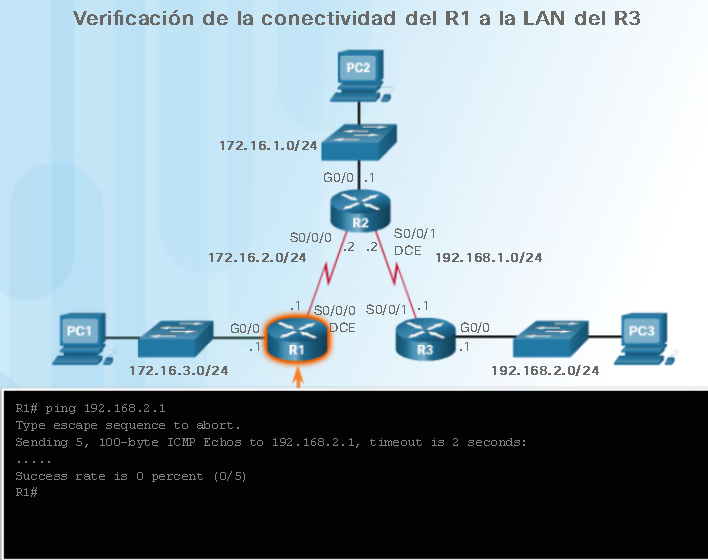 Verificación de la conectividad del R1 a la LAN del R3
PC2
172.16.1.0/24
G0/0 .1
R2
S0/0/0 .2 .2 S0/0/1
DCE
172.16.2.0/24
192.168.1.0/24
.1 S0/0/0
DCE
S0/0/1 .1
PC1
G0/0
.1
R1
R3
G0/0
.1
PC3
172.16.3.0/24
192.168.2.0/24
R1# ping 192.168.2.1
Type escape sequence to abort.
Sending 5, 100-byte ICMP Echos to 192.168.2.1, timeout is 2 seconds:
.....
Success rate is 0 percent (0/5)
R1#